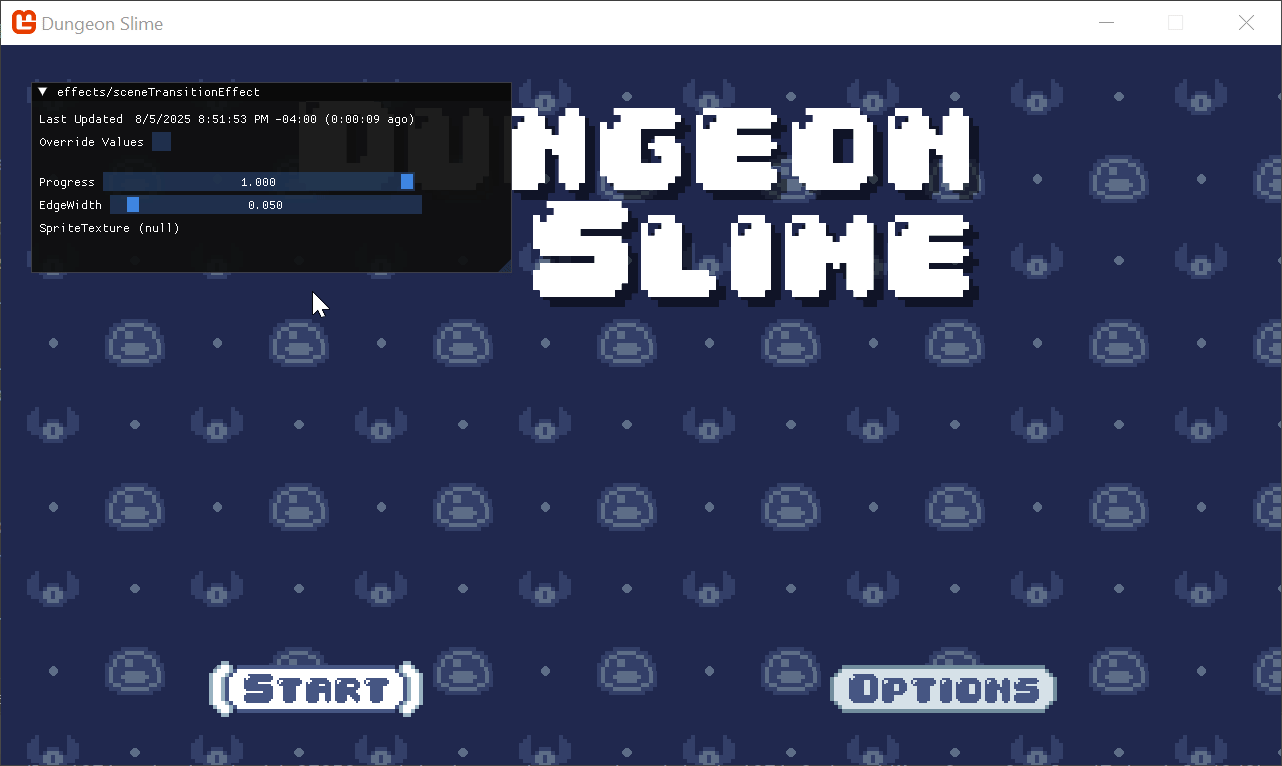 Dungeon Slime
effects/sceneTransitionEffect
Last Updated 8/5/2025 8:51:53 PM -04:00 (0:00:09 ago)
Override Values
Progress 1.000
EdgeWidth 0.050
SpriteTexture (null)
DUNGEON
SLIME
START
OPTIONS